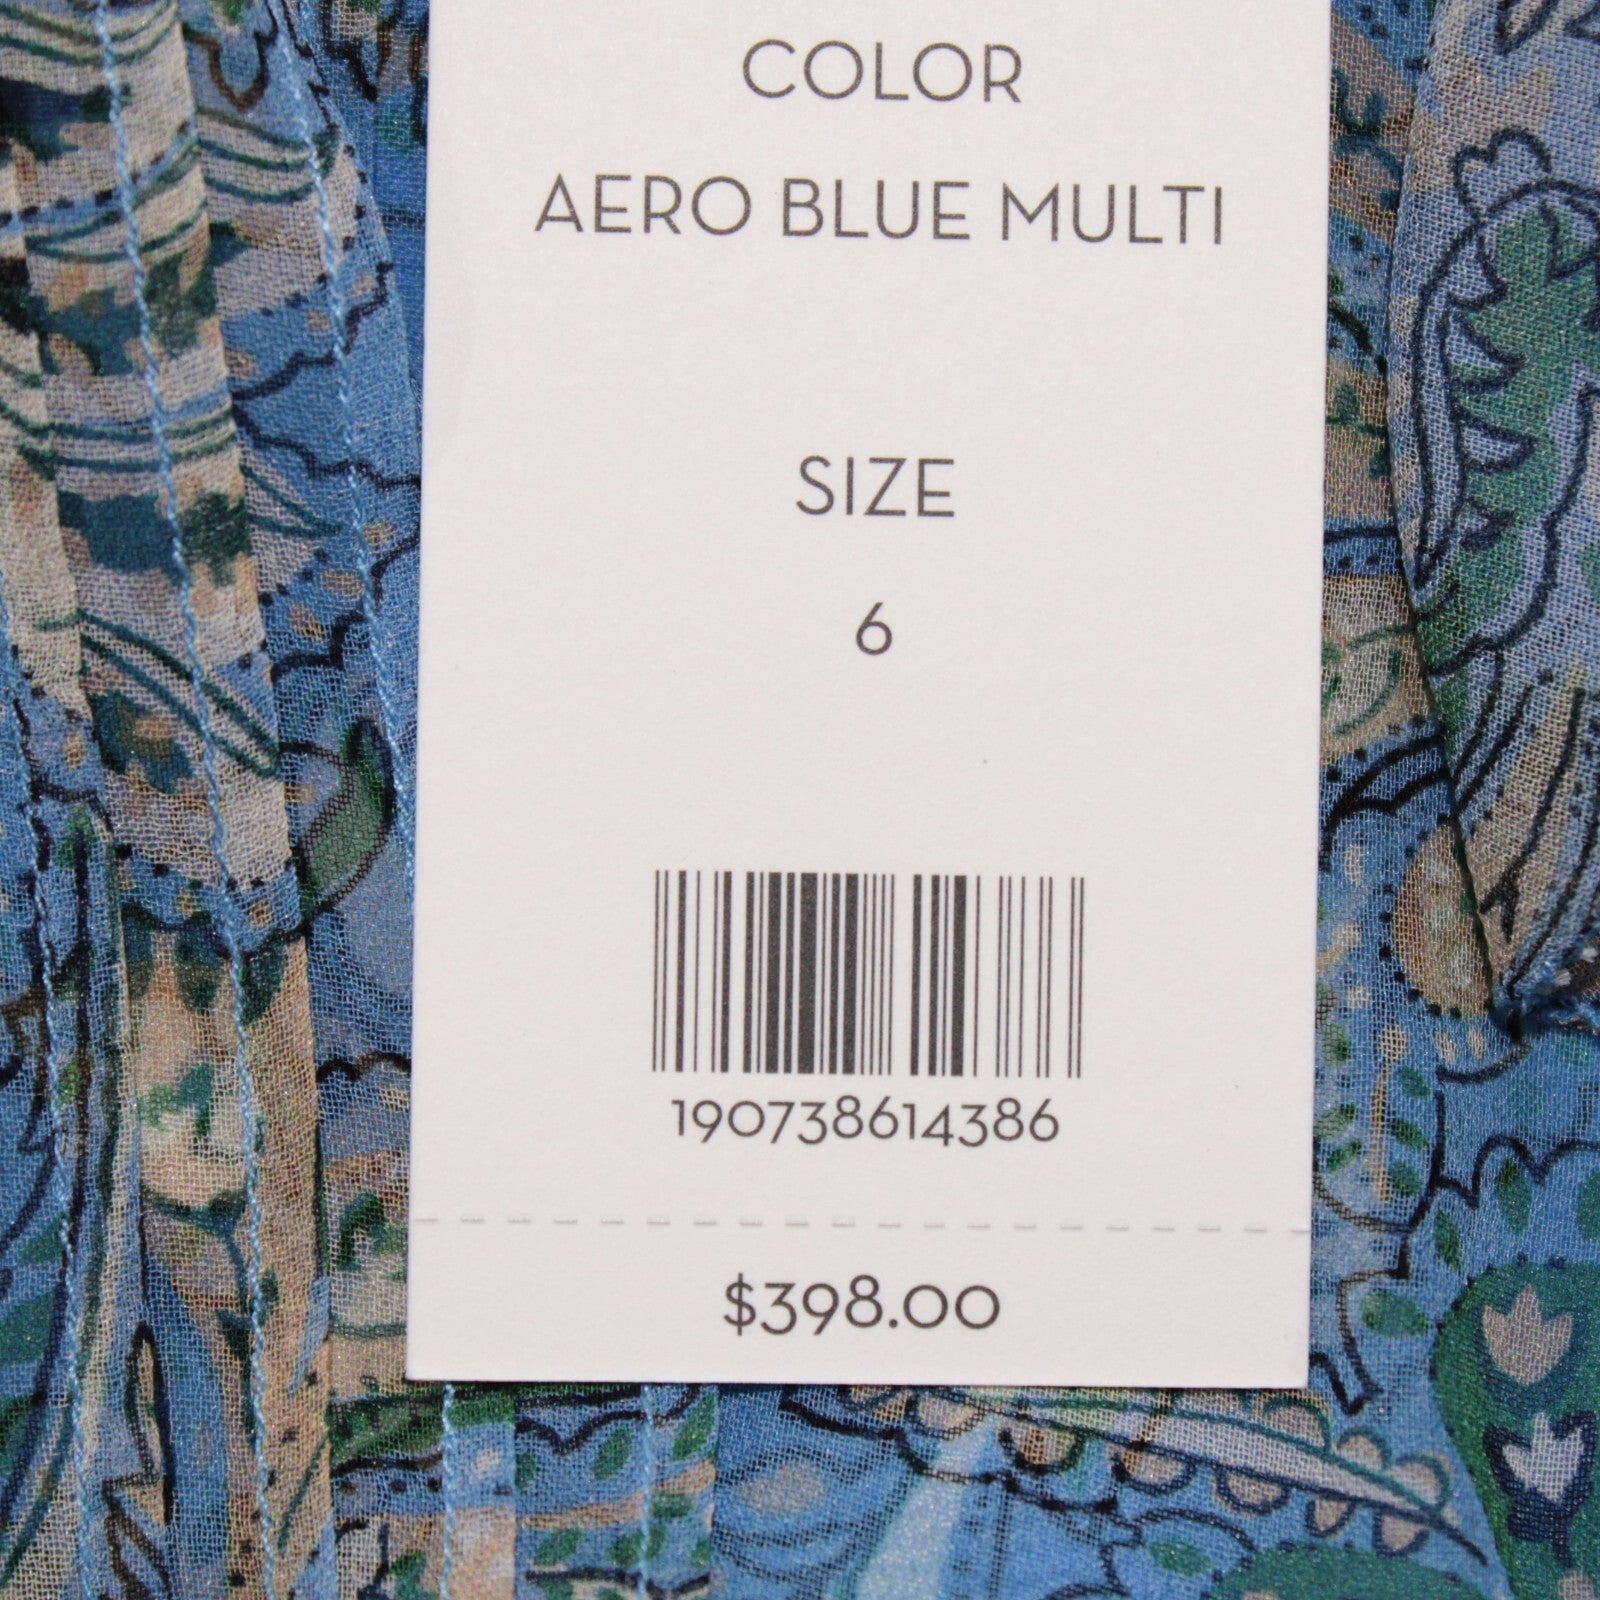 COLOR
AERO BLUE MULTI
SIZE
6
190738614386
$398.00